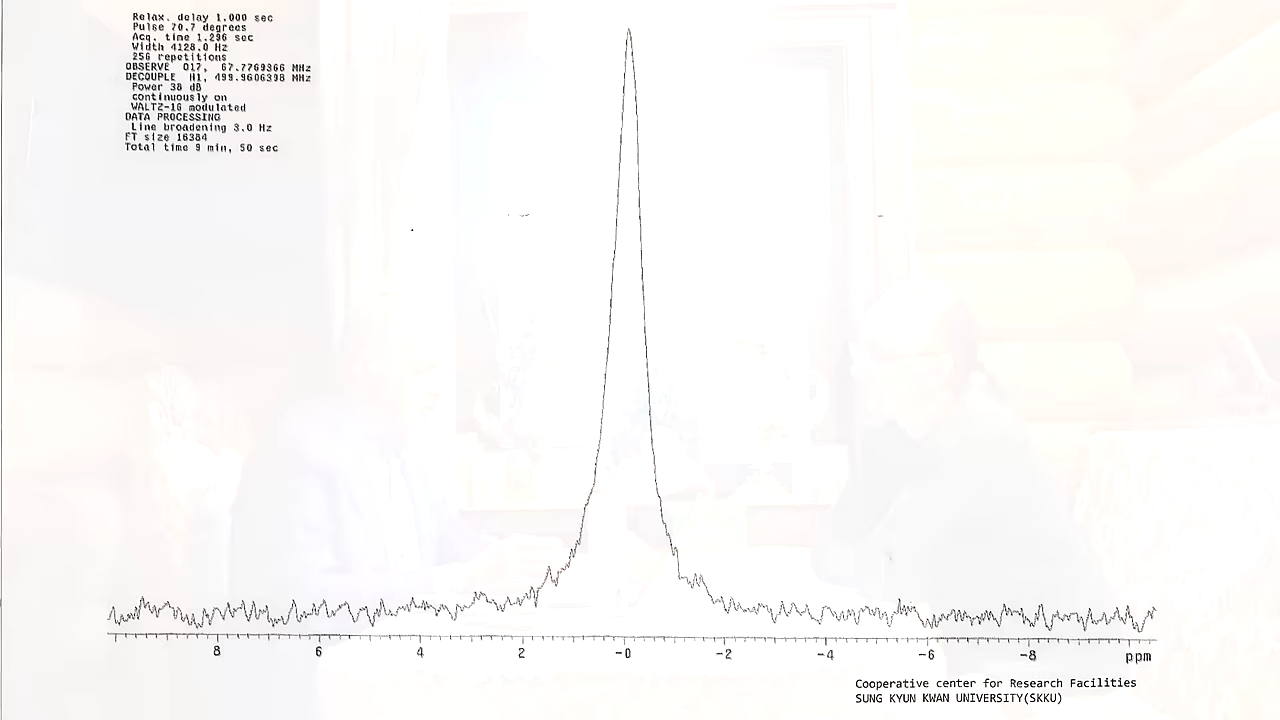 Relax. delay 1.000 sec
Pulse 70.7 degrees
Acq. time 1.296 sec
Width 4128.0 Hz
256 repetitions
OBSERVE O17, 67.7769366 MHz
DECOUPLE H1, 499.9606398 MHz
Power 38 dB
continuously on
WALTZ-16 modulated
DATA PROCESSING
Line broadening 3.0 Hz
FT size 16384
Total time 9 min, 50 sec
8 6 4 2 -0 -2 -4 -6 -8 ppm
Cooperative center for Research Facilities
SUNG KYUN KWAN UNIVERSITY(SKKU)